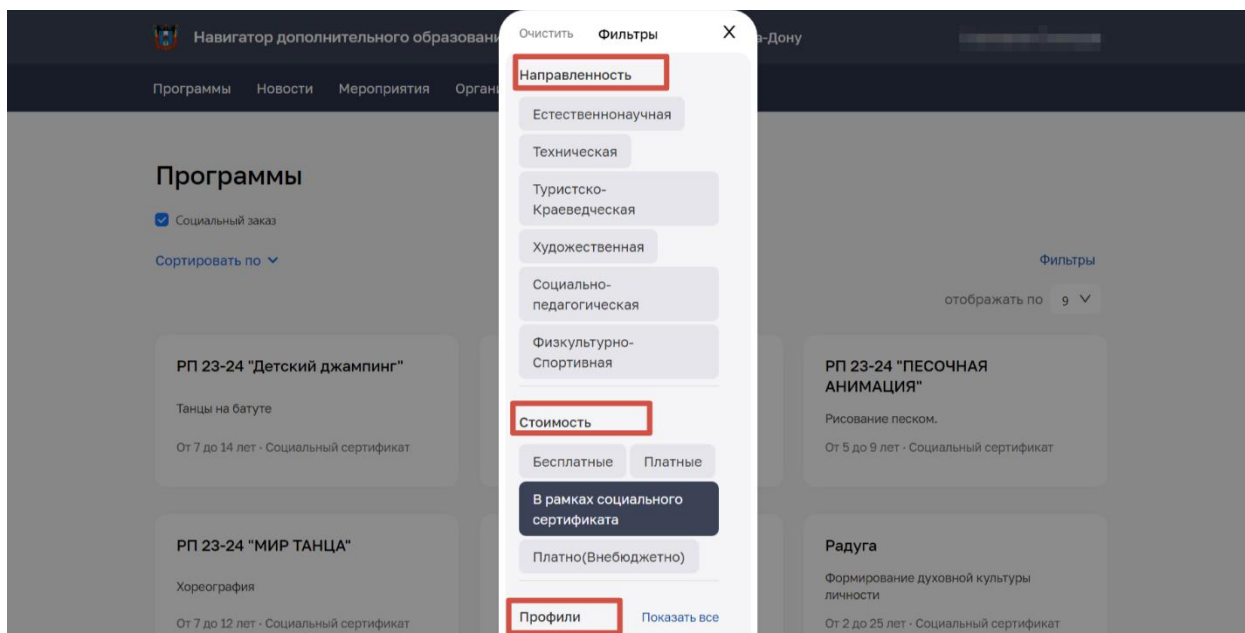 Навигатор дополнительного образовани
а-Дону
Программы Новости Мероприятия Органи
Очистить Фильтры X
Направленность
Естественнонаучная
Техническая
Туристско-
Краеведческая
Художественная
Социально-
педагогическая
Физкультурно-
Спортивная
Стоимость
Бесплатные Платные
В рамках социального
сертификата
Платно(Внебюджетно)
Профили Показать все
Программы
Социальный заказ
Сортировать по
Фильтры
отображать по 9
РП 23-24 "Детский джампинг"
Танцы на батуте
От 7 до 14 лет · Социальный сертификат
РП 23-24 "ПЕСОЧНАЯ
АНИМАЦИЯ"
Рисование песком.
От 5 до 9 лет · Социальный сертификат
РП 23-24 "МИР ТАНЦА"
Хореография
От 7 до 12 лет · Социальный сертификат
Радуга
Формирование духовной культуры
личности
От 2 до 25 лет · Социальный сертификат